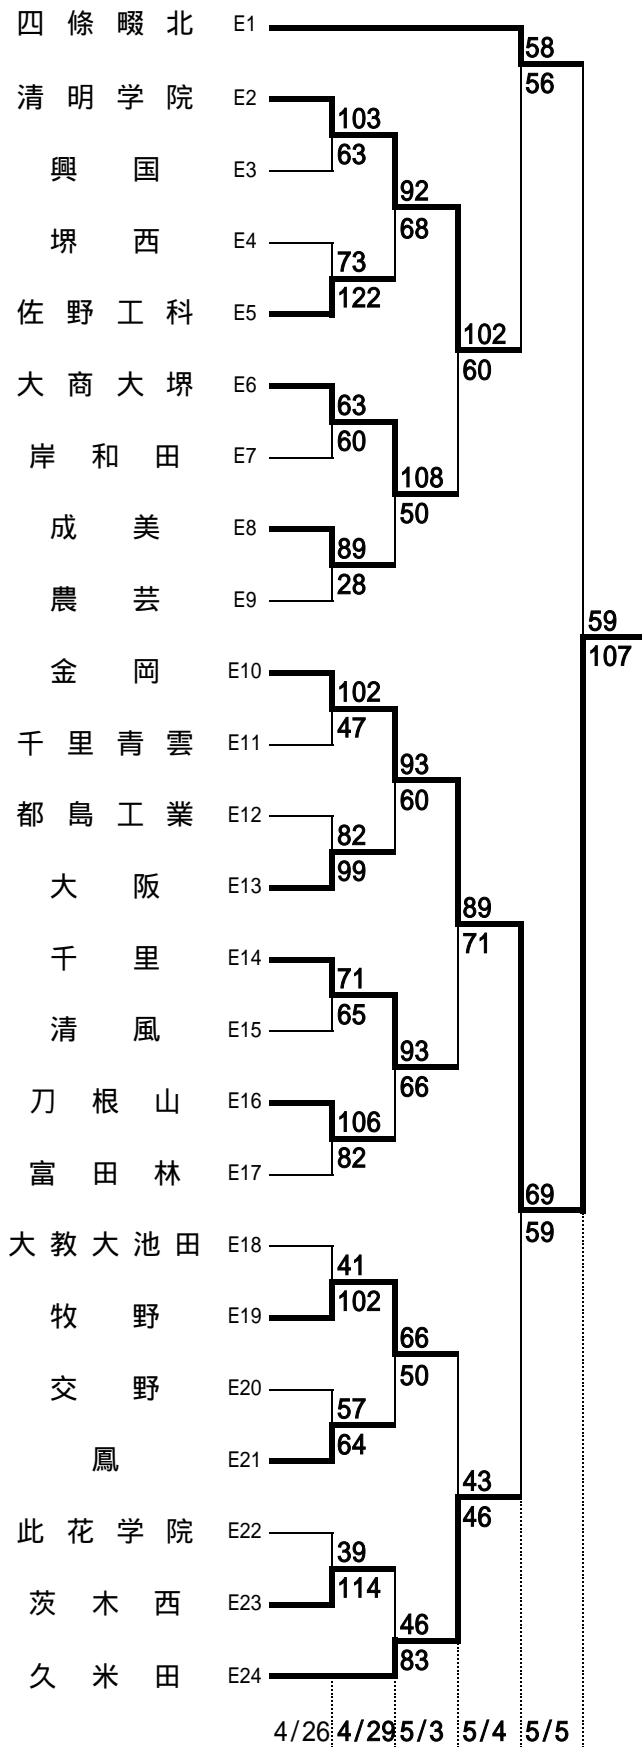 四條畷北 E1
58
56
清明学院 E2
103
63
興国 E3
92
68
堺西 E4
73
122
佐野工科 E5
102
60
大商大堺 E6
63
60
岸和田 E7
108
50
成美 E8
89
28
農芸 E9
59
107
金岡 E10
102
47
千里青雲 E11
93
60
都島工業 E12
82
99
大阪 E13
89
71
千里 E14
71
65
清風 E15
93
66
刀根山 E16
106
82
富田林 E17
69
59
大教大池田 E18
41
102
牧野 E19
66
50
交野 E20
57
64
鳳 E21
43
46
此花学院 E22
39
114
茨木西 E23
46
83
久米田 E24
4/26 4/29 5/3 5/4 5/5